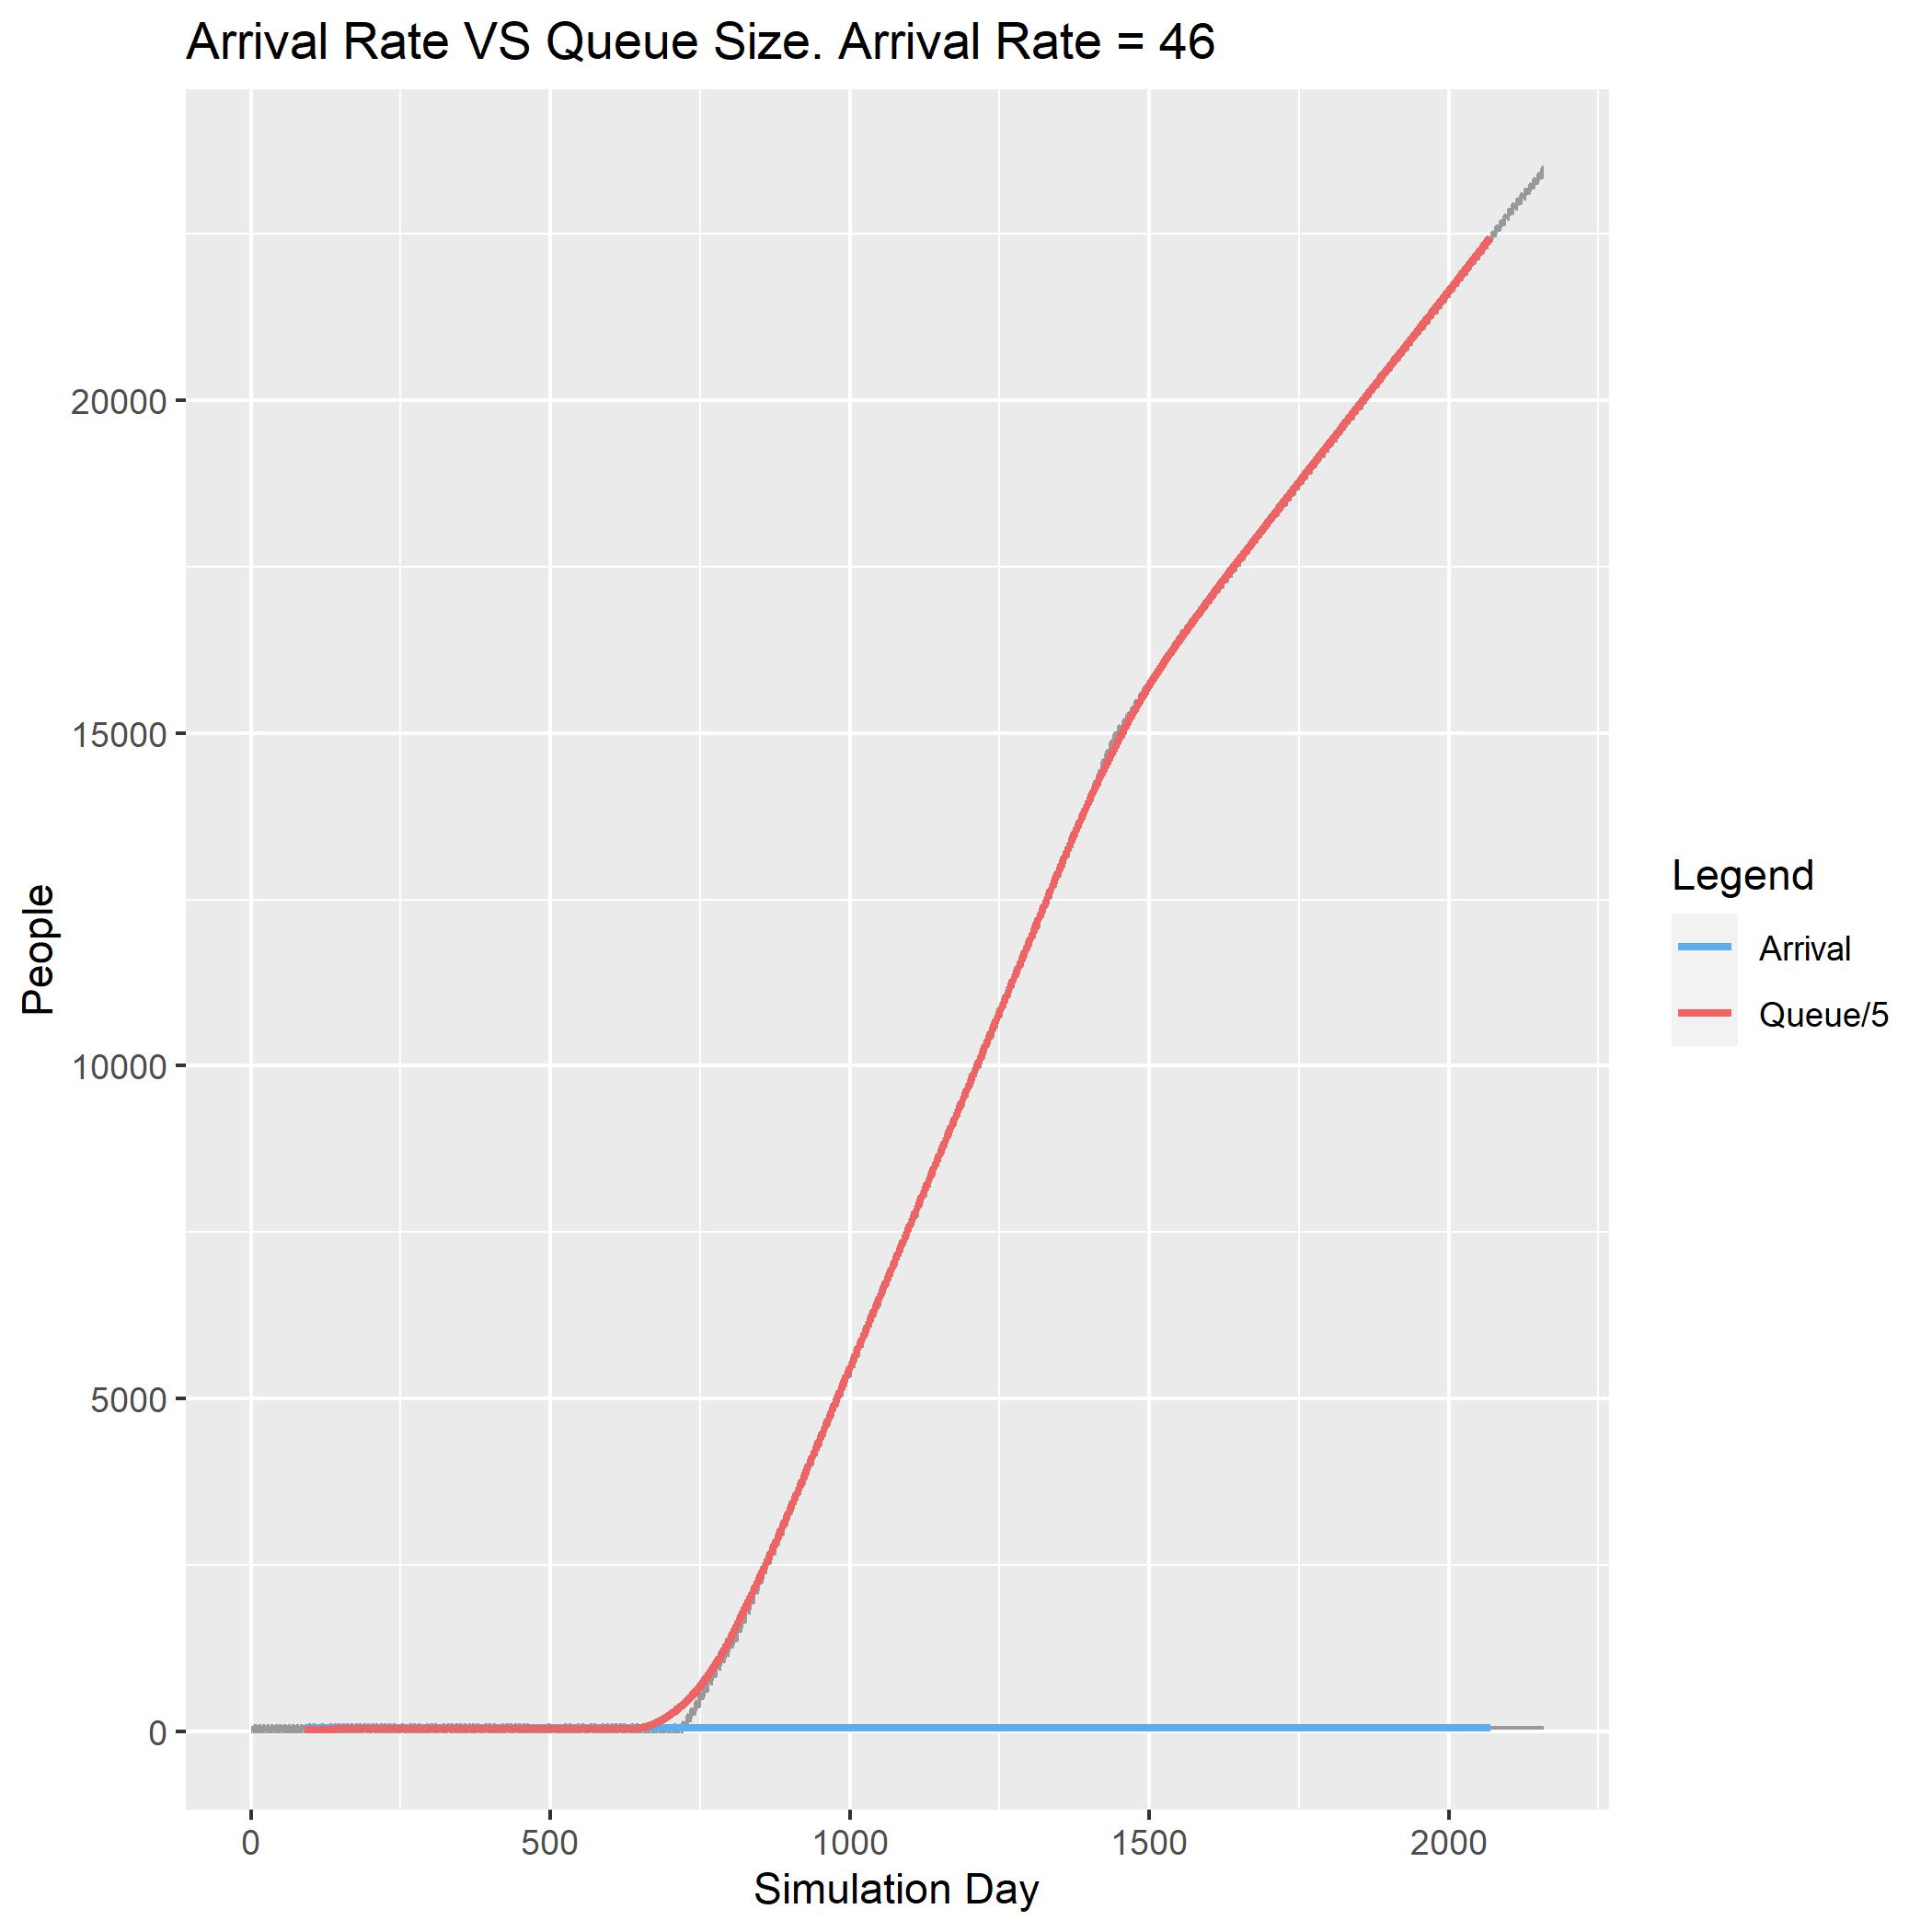 Arrival Rate VS Queue Size. Arrival Rate = 46
People
20000
15000
10000
5000
0
0 500 1000 1500 2000
Simulation Day
Legend
Arrival
Queue/5